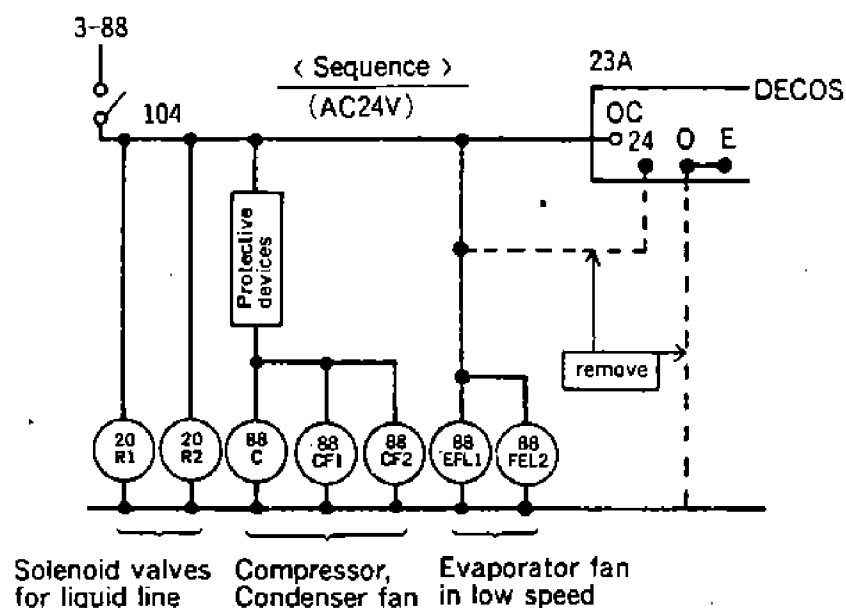 3-88
104
< Sequence >
(AC24V)
23A
DECOS
OC
24 O E
Protective
devices
remove
20
R1
20
R2
88
C
88
CF1
88
CF2
88
EFL1
88
FEL2
Solenoid valves
for liquid line
Compressor,
Condenser fan
Evaporator fan
in low speed